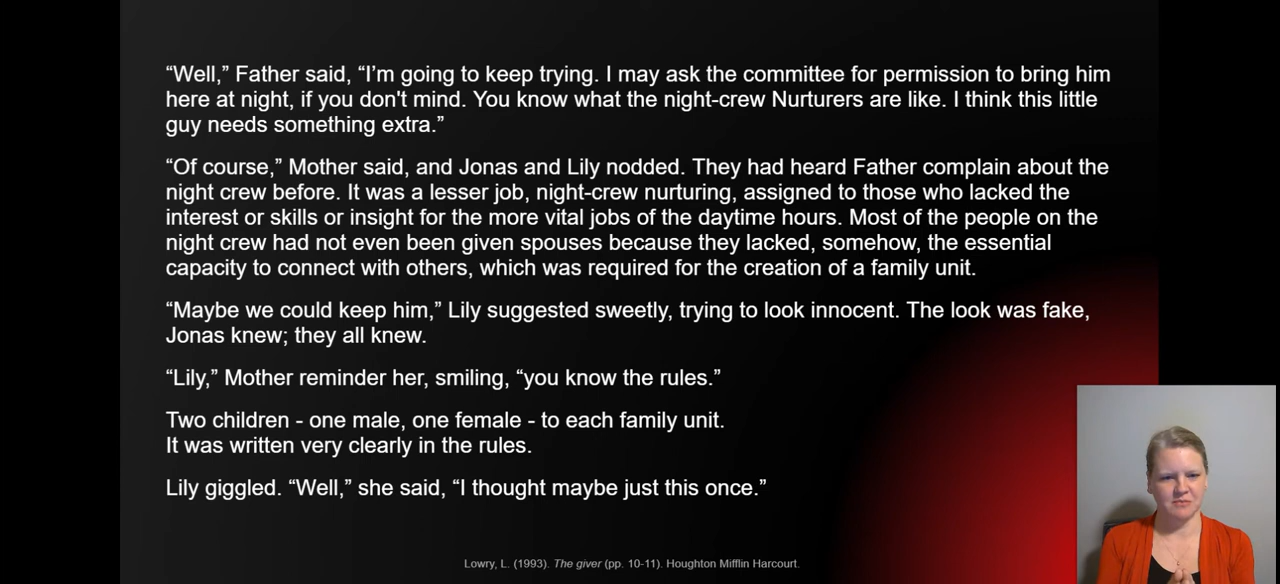 “Well,” Father said, “I’m going to keep trying. I may ask the committee for permission to bring him
here at night, if you don't mind. You know what the night-crew Nurturers are like. I think this little
guy needs something extra.”
“Of course,” Mother said, and Jonas and Lily nodded. They had heard Father complain about the
night crew before. It was a lesser job, night-crew nurturing, assigned to those who lacked the
interest or skills or insight for the more vital jobs of the daytime hours. Most of the people on the
night crew had not even been given spouses because they lacked, somehow, the essential
capacity to connect with others, which was required for the creation of a family unit.
“Maybe we could keep him,” Lily suggested sweetly, trying to look innocent. The look was fake,
Jonas knew; they all knew.
“Lily,” Mother reminder her, smiling, “you know the rules.”
Two children - one male, one female - to each family unit.
It was written very clearly in the rules.
Lily giggled. “Well,” she said, “I thought maybe just this once.”
Lowry, L. (1993). The giver (pp. 10-11). Houghton Mifflin Harcourt.